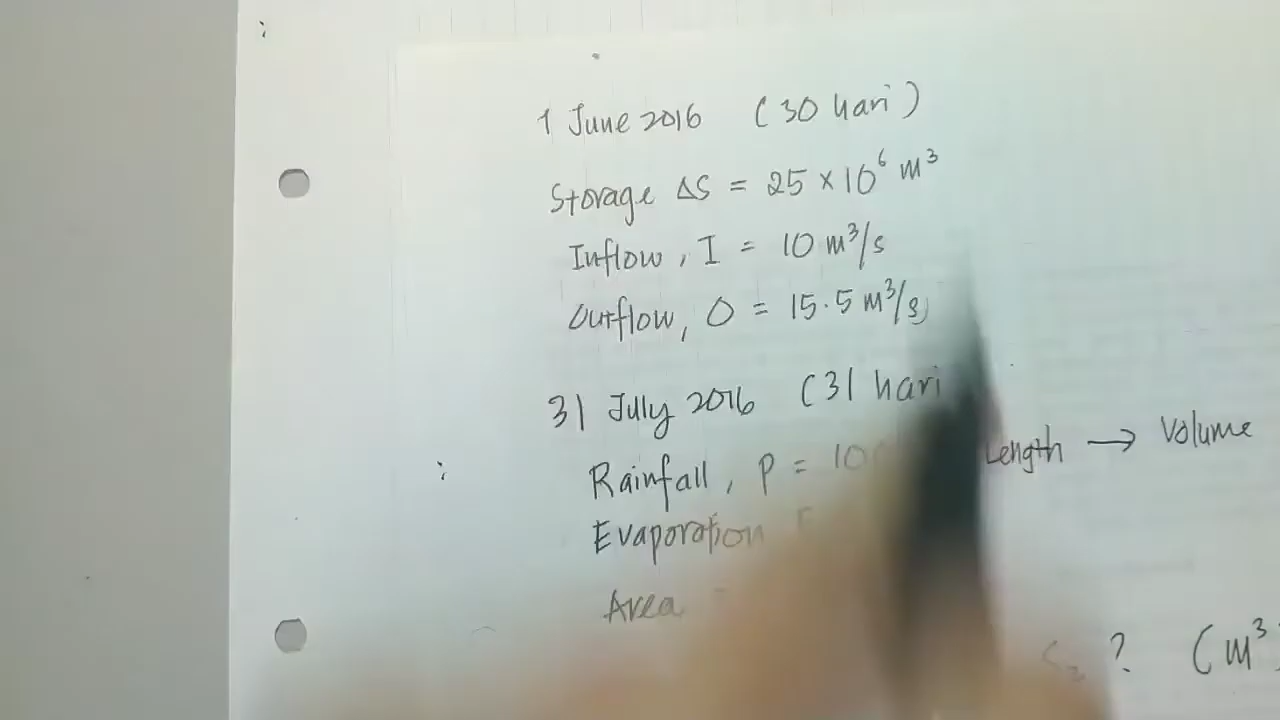 1 June 2016 (30 hari)
Storage ΔS = 25 × 10⁶ m³
Inflow, I = 10 m³/s
Outflow, O = 15.5 m³/s
31 July 2016 (31 hari
Rainfall, P = 10 Length → Volume
Evaporation
Area
? (m³